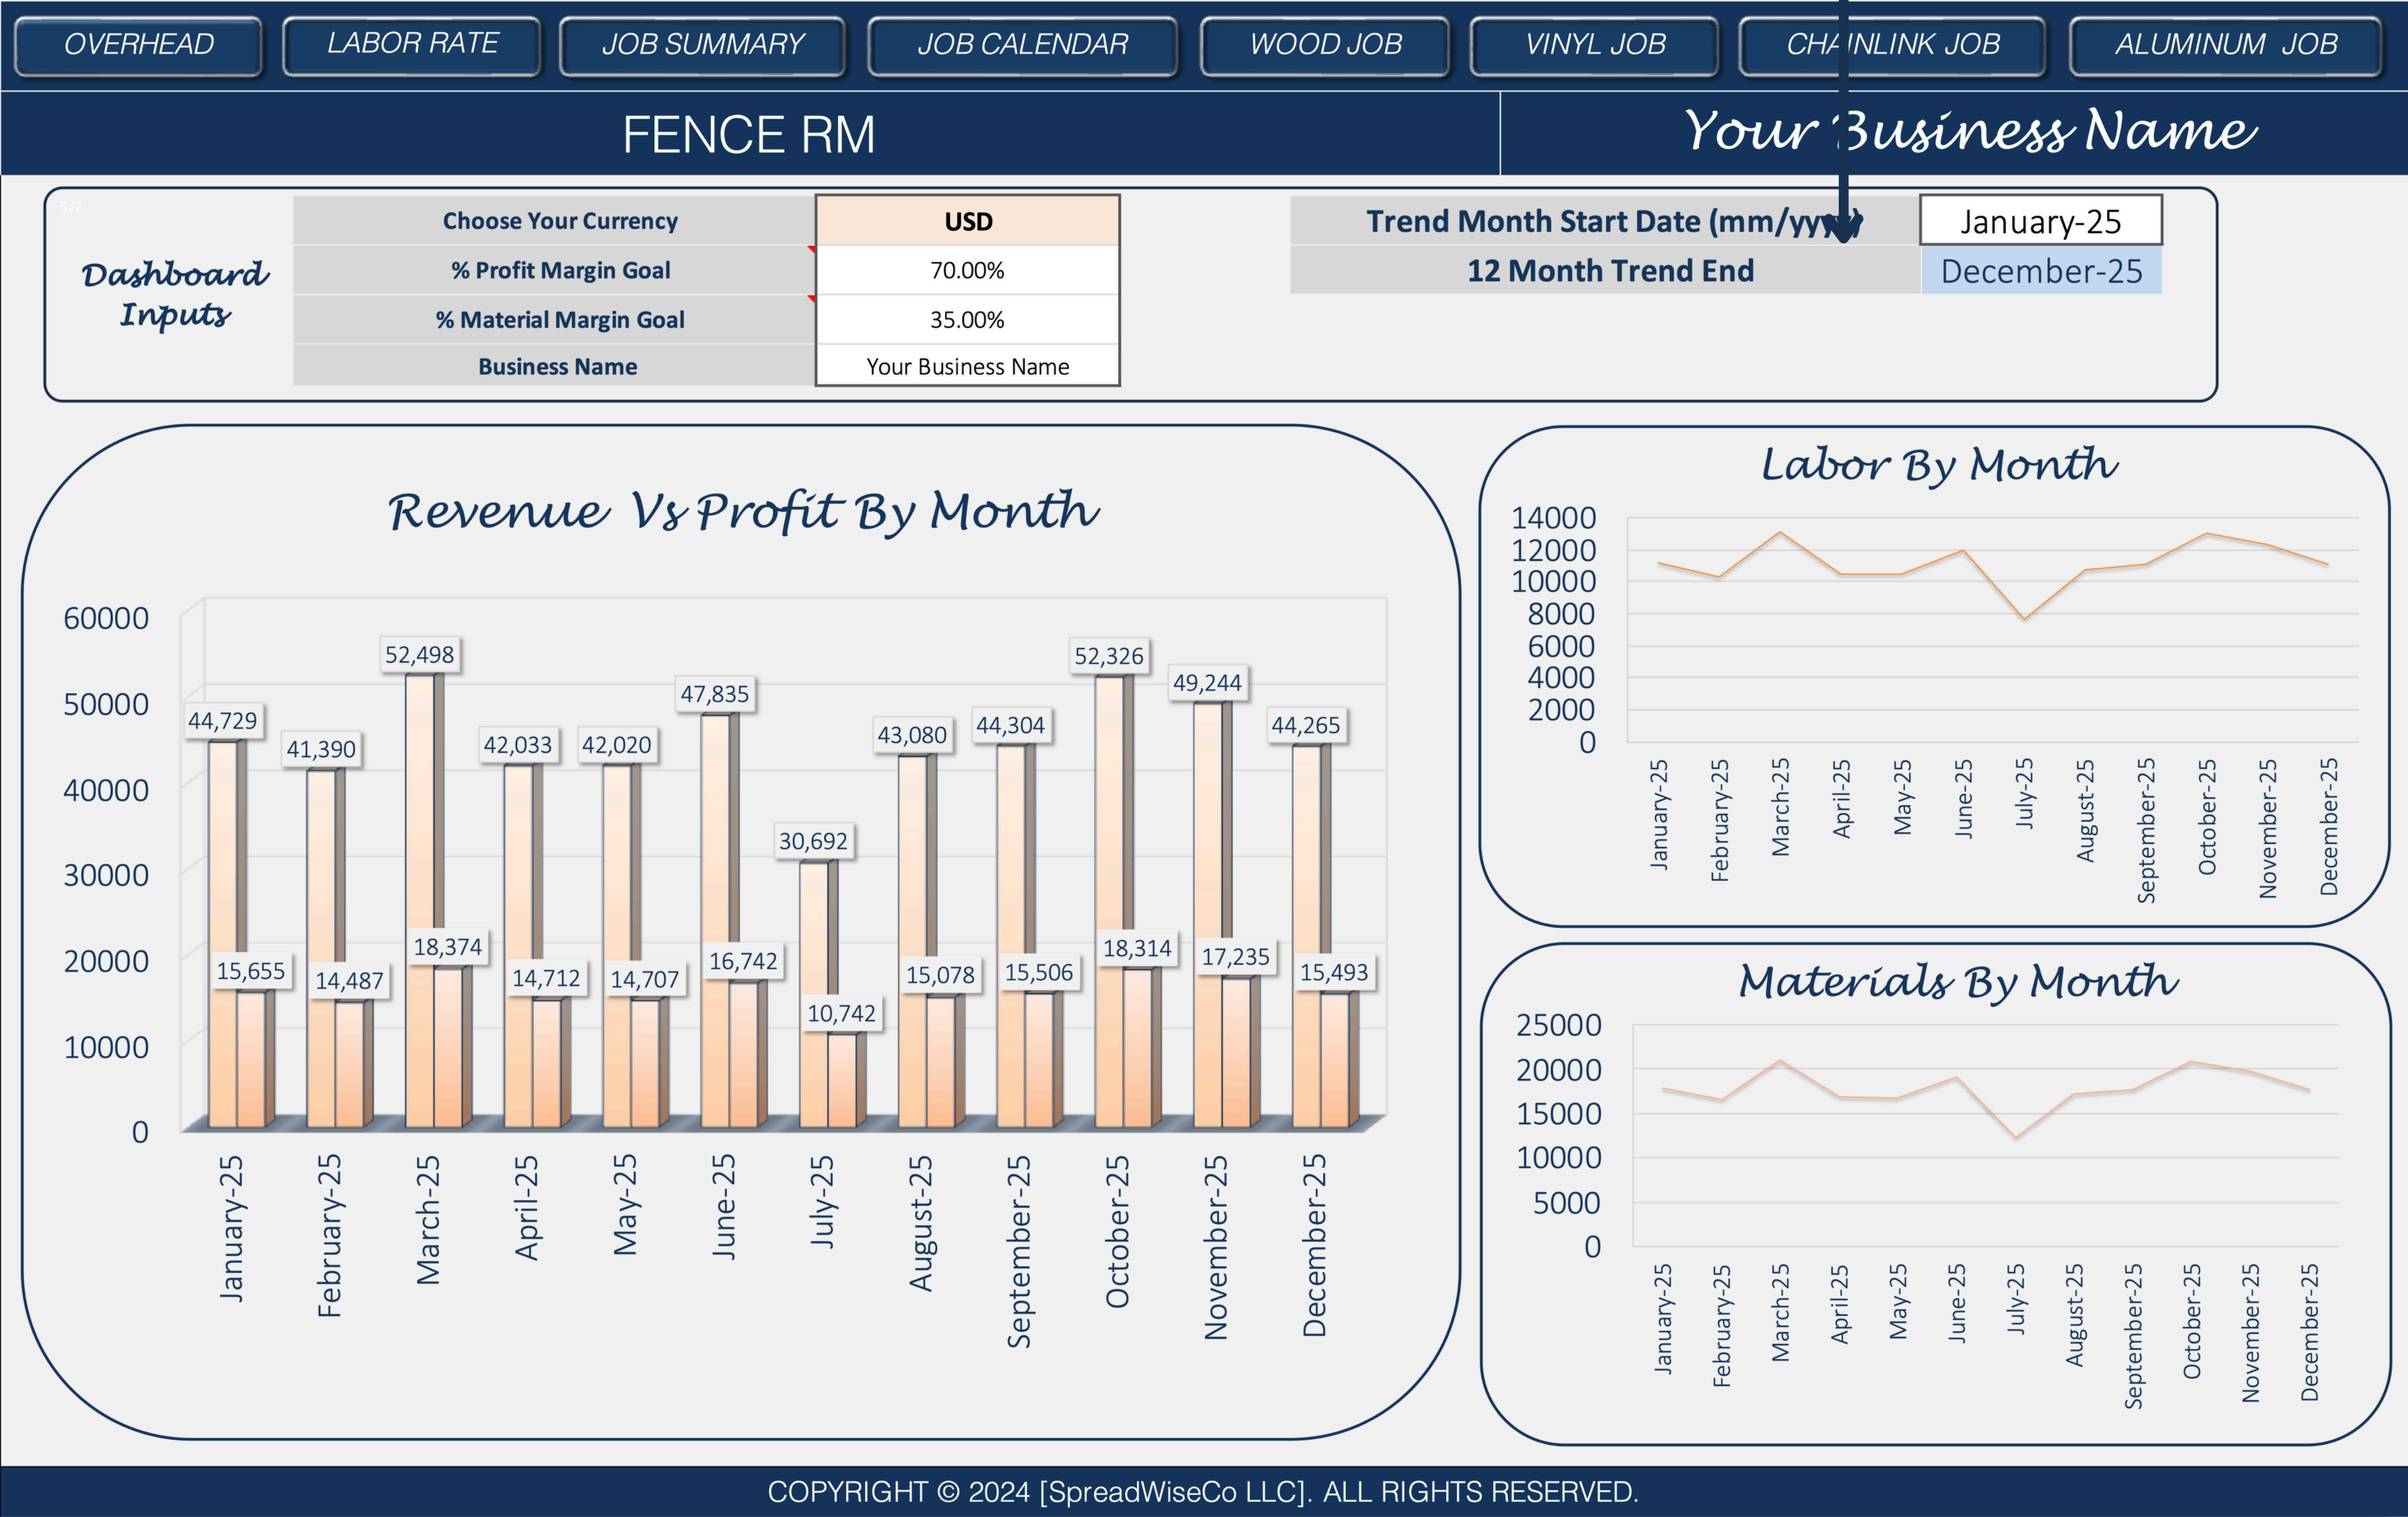 OVERHEAD
LABOR RATE
JOB SUMMARY
JOB CALENDAR
WOOD JOB
VINYL JOB
CHAINLINK JOB
ALUMINUM JOB
FENCE RM
Your Business Name
5/7
Dashboard
Inputs
Choose Your Currency USD
% Profit Margin Goal 70.00%
% Material Margin Goal 35.00%
Business Name Your Business Name
Trend Month Start Date (mm/yyyy) January-25
12 Month Trend End December-25
Revenue Vs Profit By Month
60000
50000
40000
30000
20000
10000
0
44,729
15,655
41,390
14,487
52,498
18,374
42,033
14,712
42,020
14,707
47,835
16,742
30,692
10,742
43,080
15,078
44,304
15,506
52,326
18,314
49,244
17,235
44,265
15,493
January-25
February-25
March-25
April-25
May-25
June-25
July-25
August-25
September-25
October-25
November-25
December-25
Labor By Month
14000
12000
10000
8000
6000
4000
2000
0
January-25
February-25
March-25
April-25
May-25
June-25
July-25
August-25
September-25
October-25
November-25
December-25
Materials By Month
25000
20000
15000
10000
5000
0
January-25
February-25
March-25
April-25
May-25
June-25
July-25
August-25
September-25
October-25
November-25
December-25
COPYRIGHT © 2024 [SpreadWiseCo LLC]. ALL RIGHTS RESERVED.